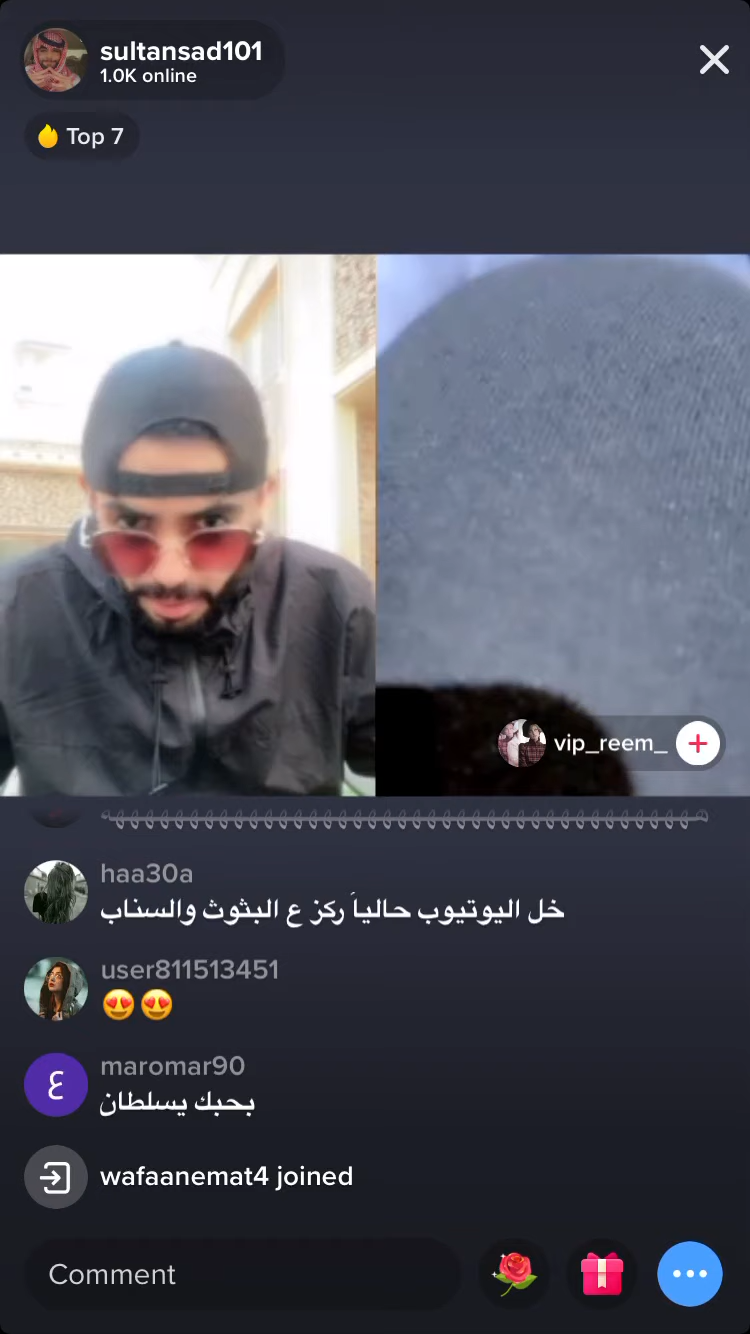 sultansad101
1.0K online
Top 7
vip_reem_
haa30a
خل اليوتيوب حالياً ركز ع البثوث والسناب
user811513451
😍😍
maromar90
ع
بحبك يسلطان
wafaanemat4 joined
Comment